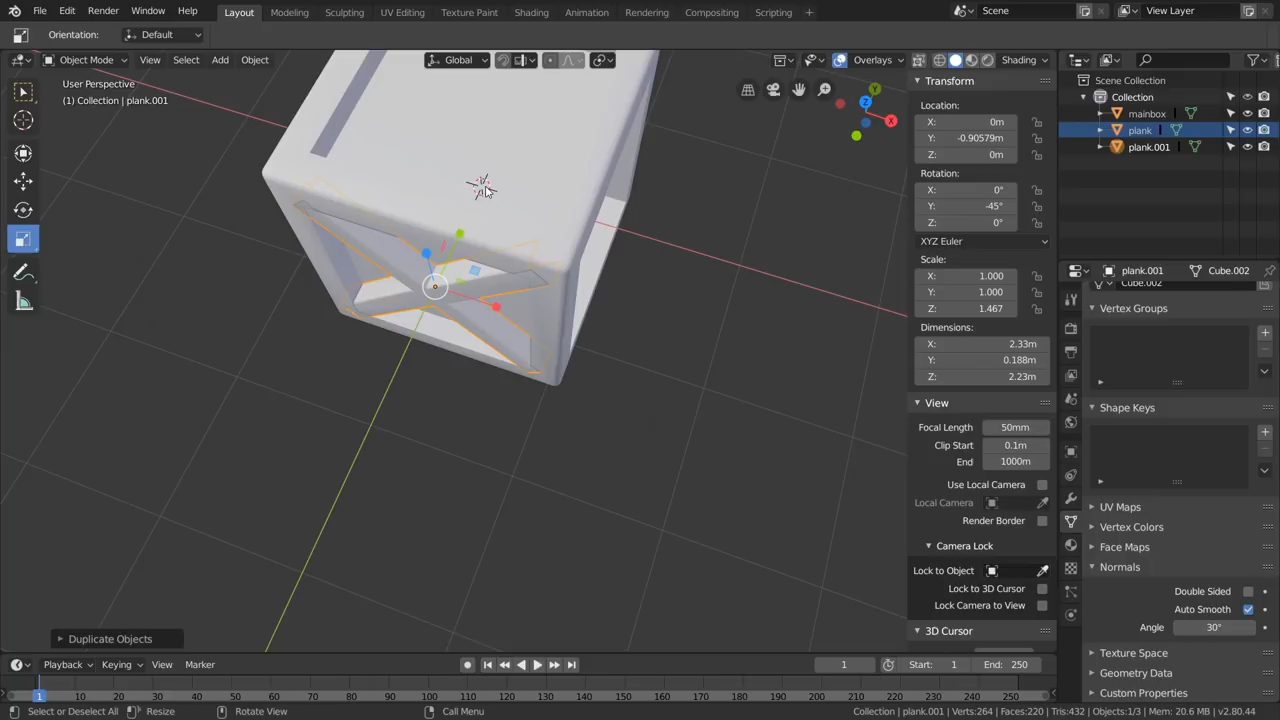 File Edit Render Window Help Layout Modeling Sculpting UV Editing Texture Paint Shading Animation Rendering Compositing Scripting + Scene View Layer
Orientation: Default
Object Mode View Select Add Object Global Overlays Shading
User Perspective
(1) Collection | plank.001
Transform
Location:
X: 0m
Y: -0.90579m
Z: 0m
Rotation:
X: 0°
Y: -45°
Z: 0°
XYZ Euler
Scale:
X: 1.000
Y: 1.000
Z: 1.467
Dimensions:
X: 2.33m
Y: 0.188m
Z: 2.23m
View
Focal Length 50mm
Clip Start 0.1m
End 1000m
Use Local Camera
Local Camera
Render Border
Camera Lock
Lock to Object
Lock to 3D Cursor
Lock Camera to View
3D Cursor
Z
Y
X
Scene Collection
Collection
mainbox
plank
plank.001
plank.001 Cube.002
Cube.002
Vertex Groups
Shape Keys
UV Maps
Vertex Colors
Face Maps
Normals
Double Sided
Auto Smooth
Angle 30°
Texture Space
Geometry Data
Custom Properties
Duplicate Objects
Playback Keying View Marker 1 Start: 1 End: 250
1 10 20 30 40 50 60 70 80 90 100 110 120 130 140 150 160 170 180 190 200 210 220 230 240 250
Select or Deselect All Resize Rotate View Call Menu Collection | plank.001 | Verts:264 | Faces:220 | Tris:432 | Objects:1/3 | Mem: 20.6 MB | v2.80.44